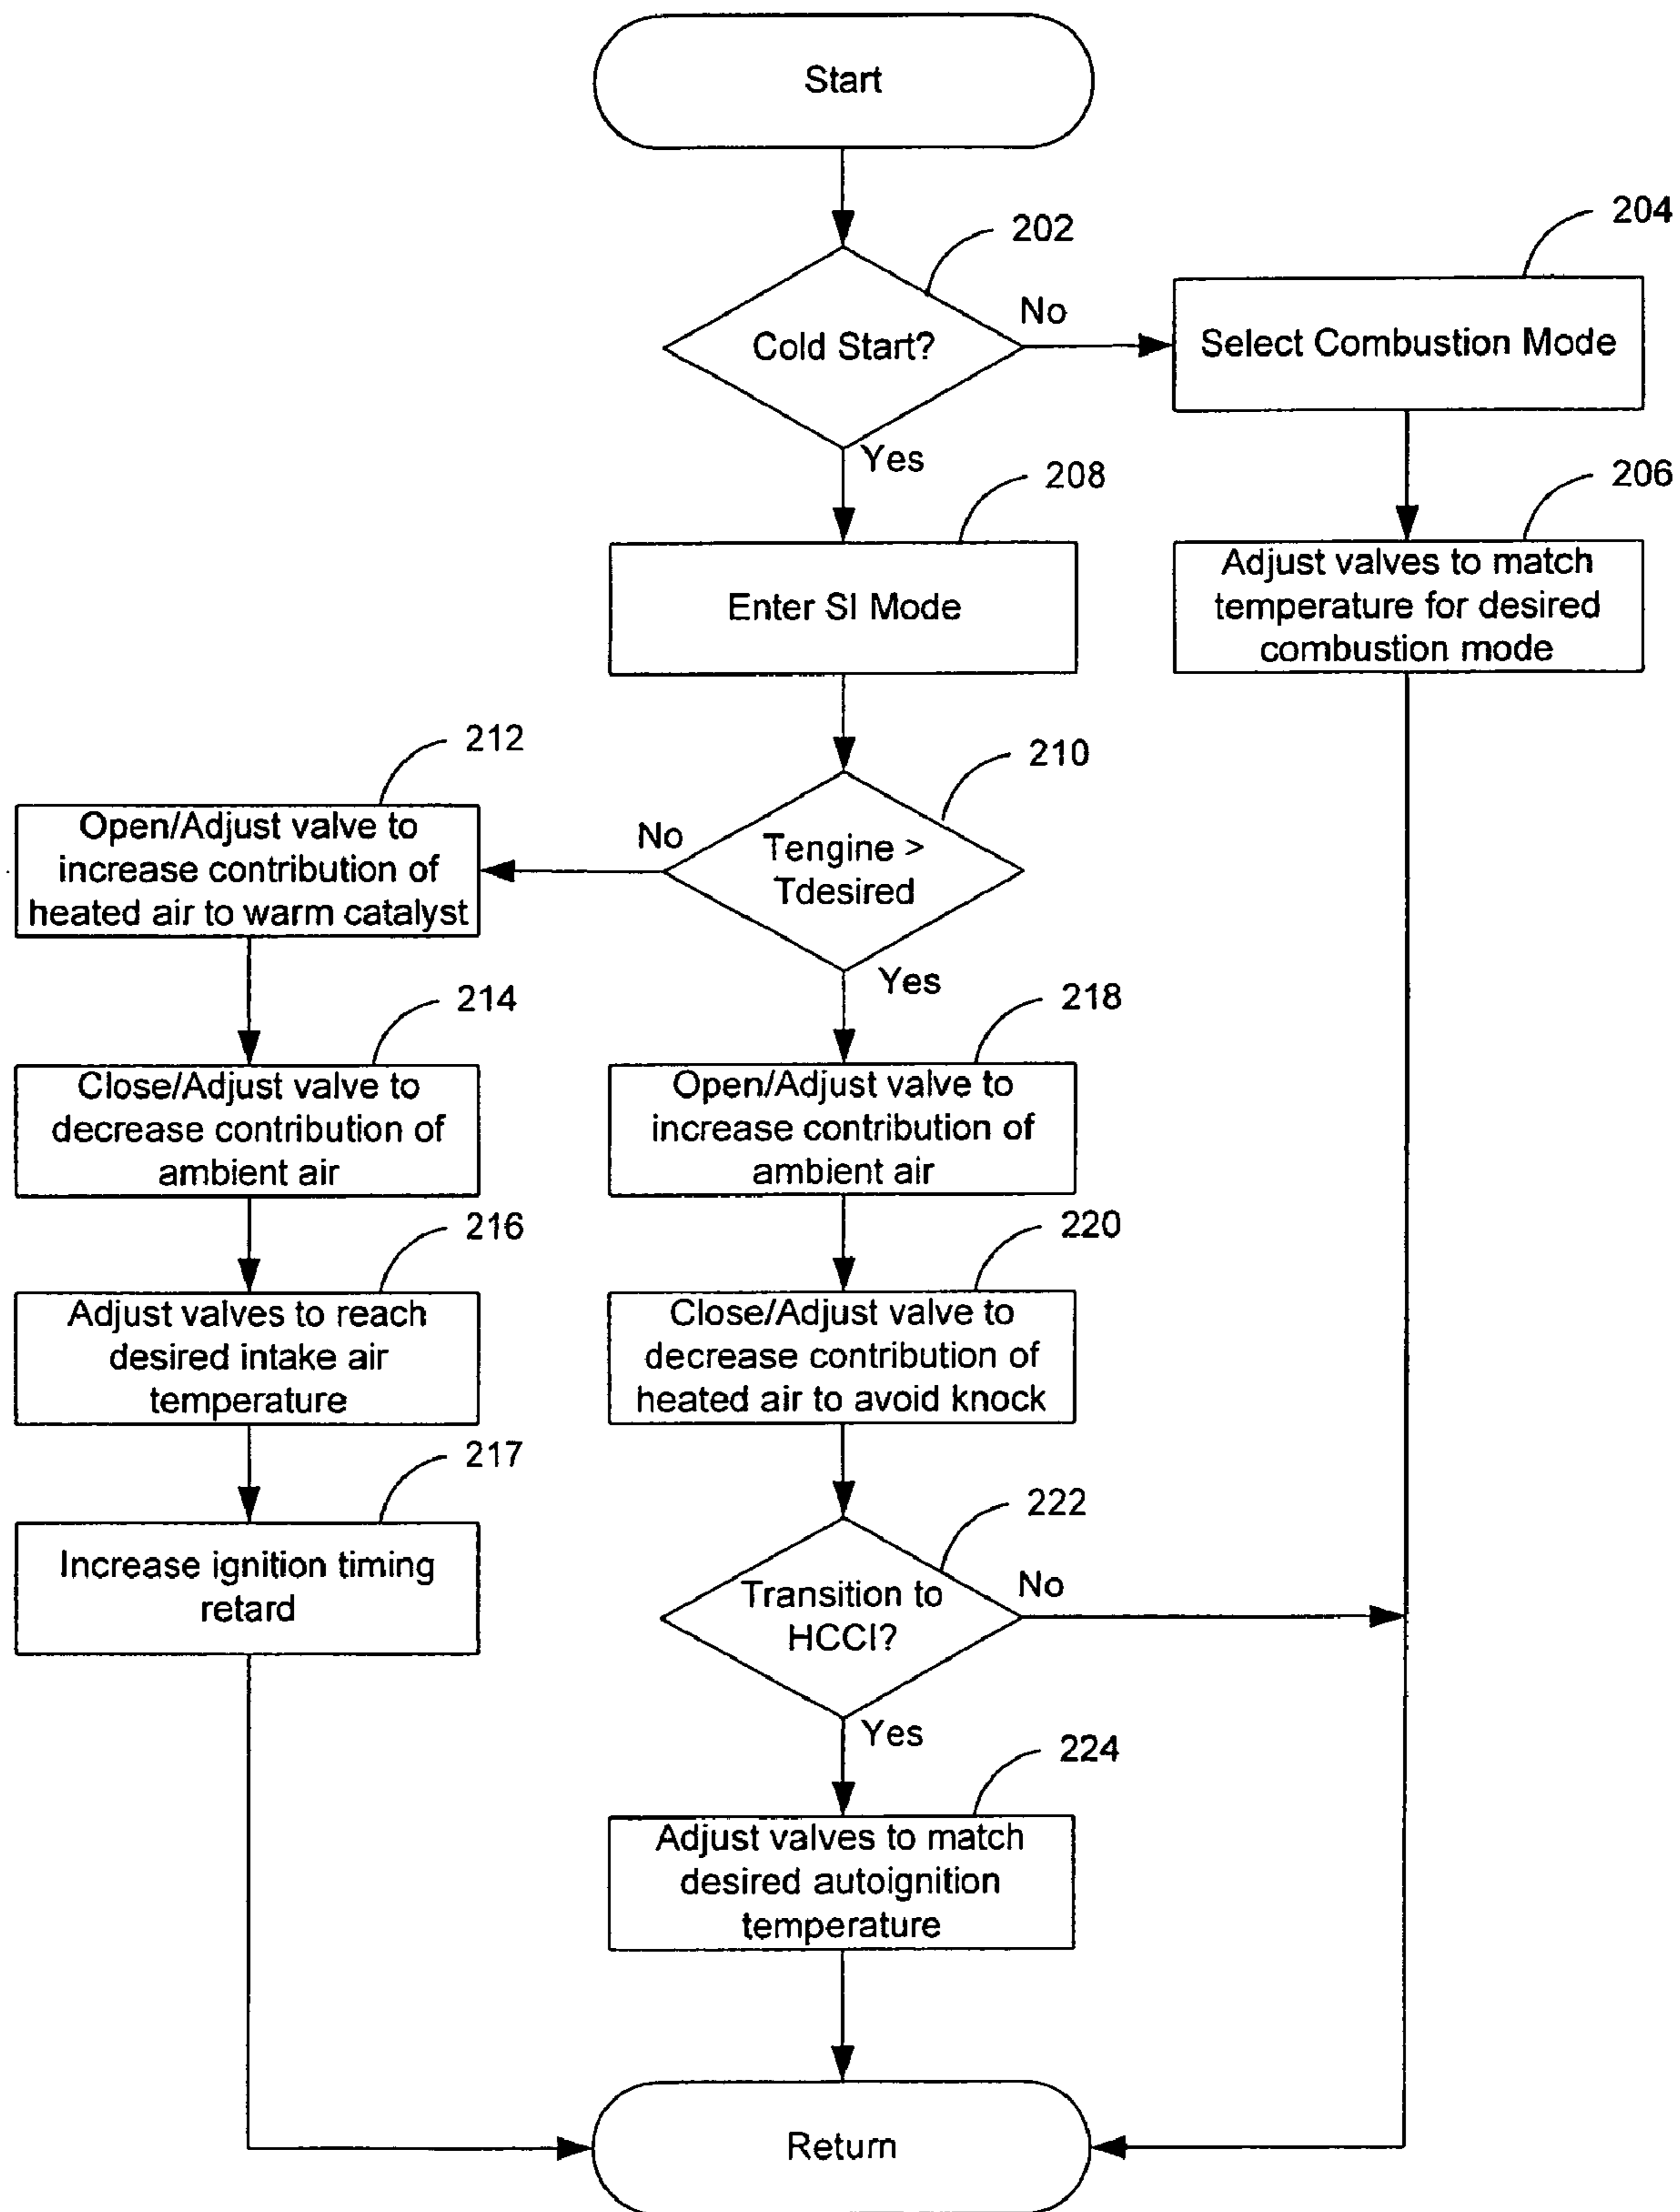 Start
202
204
Cold Start?
No
Select Combustion Mode
Yes
208
206
Enter SI Mode
Adjust valves to match
temperature for desired
combustion mode
212
210
Open/Adjust valve to
increase contribution of
heated air to warm catalyst
No
Tengine >
Tdesired
Yes
214
218
Close/Adjust valve to
decrease contribution of
ambient air
Open/Adjust valve to
increase contribution of
ambient air
216
220
Adjust valves to reach
desired intake air
temperature
Close/Adjust valve to
decrease contribution of
heated air to avoid knock
217
222
Increase ignition timing
retard
Transition to
HCCI?
No
Yes
224
Adjust valves to match
desired autoignition
temperature
Return